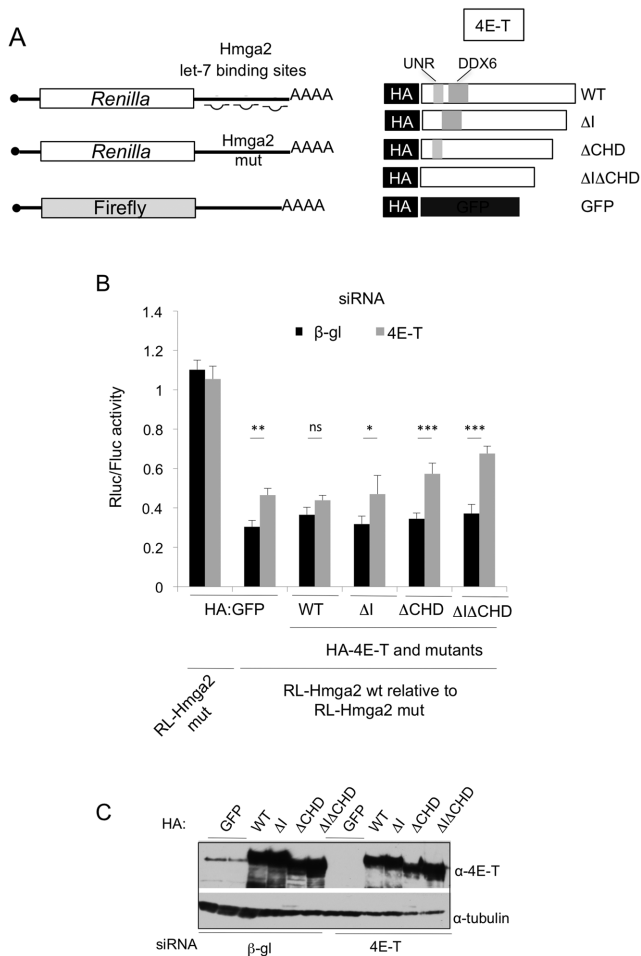 A
4E-T
Hmga2
let-7 binding sites
Renilla
AAAA
Hmga2
mut
Renilla
AAAA
Firefly
AAAA
UNR
DDX6
HA
WT
HA
ΔI
HA
ΔCHD
HA
ΔIΔCHD
HA
GFP
GFP
B
siRNA
β-gl
4E-T
Rluc/Fluc activity
1.4
1.2
1
0.8
0.6
0.4
0.2
0
**
ns
*
***
***
HA:GFP
WT
ΔI
ΔCHD
ΔIΔCHD
HA-4E-T and mutants
RL-Hmga2
mut
RL-Hmga2 wt relative to
RL-Hmga2 mut
C
HA:
GFP
WT
ΔI
ΔCHD
ΔIΔCHD
GFP
WT
ΔI
ΔCHD
ΔIΔCHD
α-4E-T
α-tubulin
siRNA
β-gl
4E-T